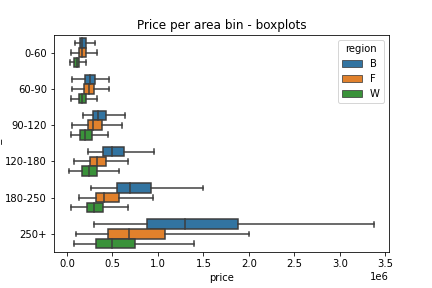 Price per area bin - boxplots
region
B
F
W
0-60
60-90
90-120
120-180
180-250
250+
0.0 0.5 1.0 1.5 2.0 2.5 3.0 3.5
1e6
price